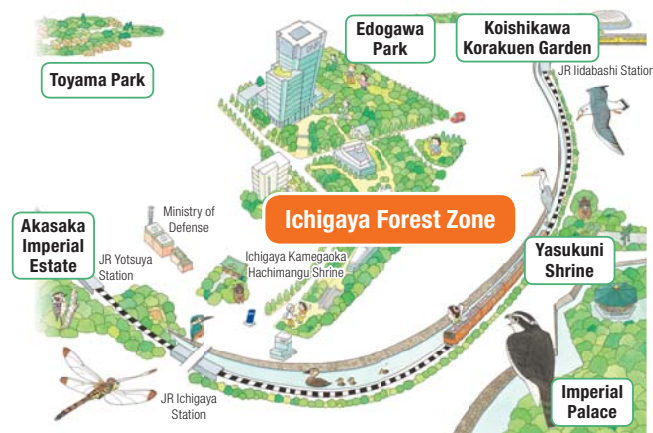 Edogawa
Park
Koishikawa
Korakuen Garden
Toyama Park
JR Iidabashi Station
Ichigaya Forest Zone
Ministry of
Defense
Akasaka
Imperial
Estate
JR Yotsuya
Station
Ichigaya Kamegaoka
Hachimangu Shrine
Yasukuni
Shrine
JR Ichigaya
Station
Imperial
Palace